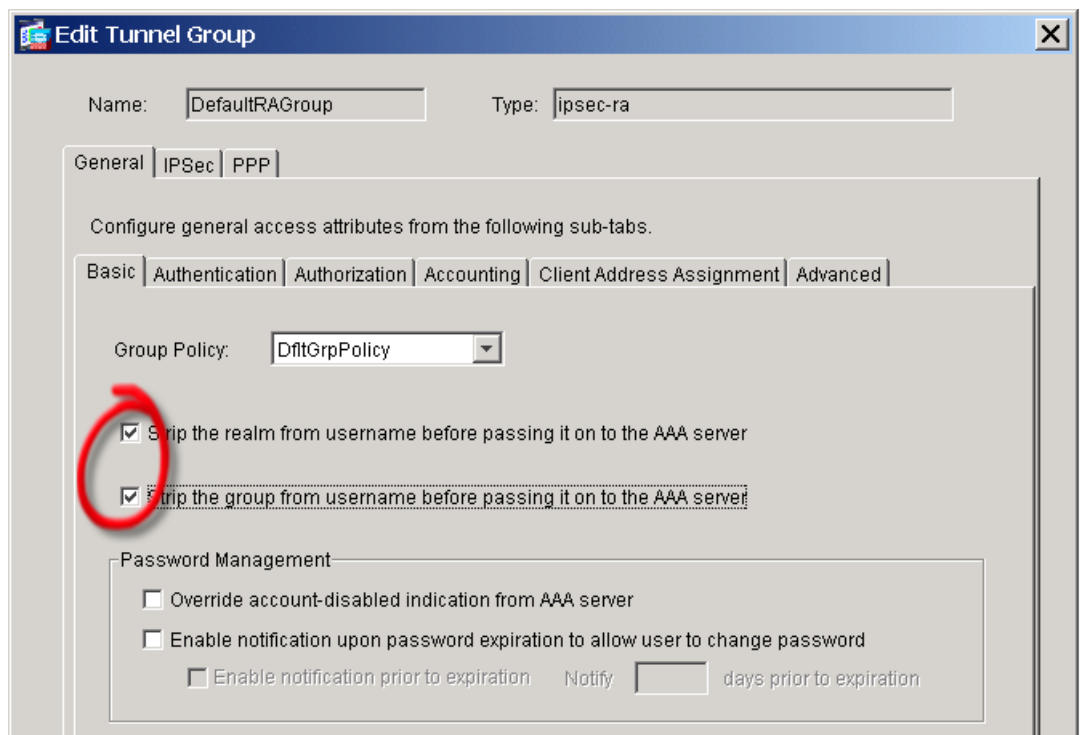 Edit Tunnel Group
Name: DefaultRAGroup Type: ipsec-ra
General IPSec PPP
Configure general access attributes from the following sub-tabs.
Basic Authentication Authorization Accounting Client Address Assignment Advanced
Group Policy: DfltGrpPolicy
Strip the realm from username before passing it on to the AAA server
Strip the group from username before passing it on to the AAA server
Password Management
Override account-disabled indication from AAA server
Enable notification upon password expiration to allow user to change password
Enable notification prior to expiration Notify days prior to expiration